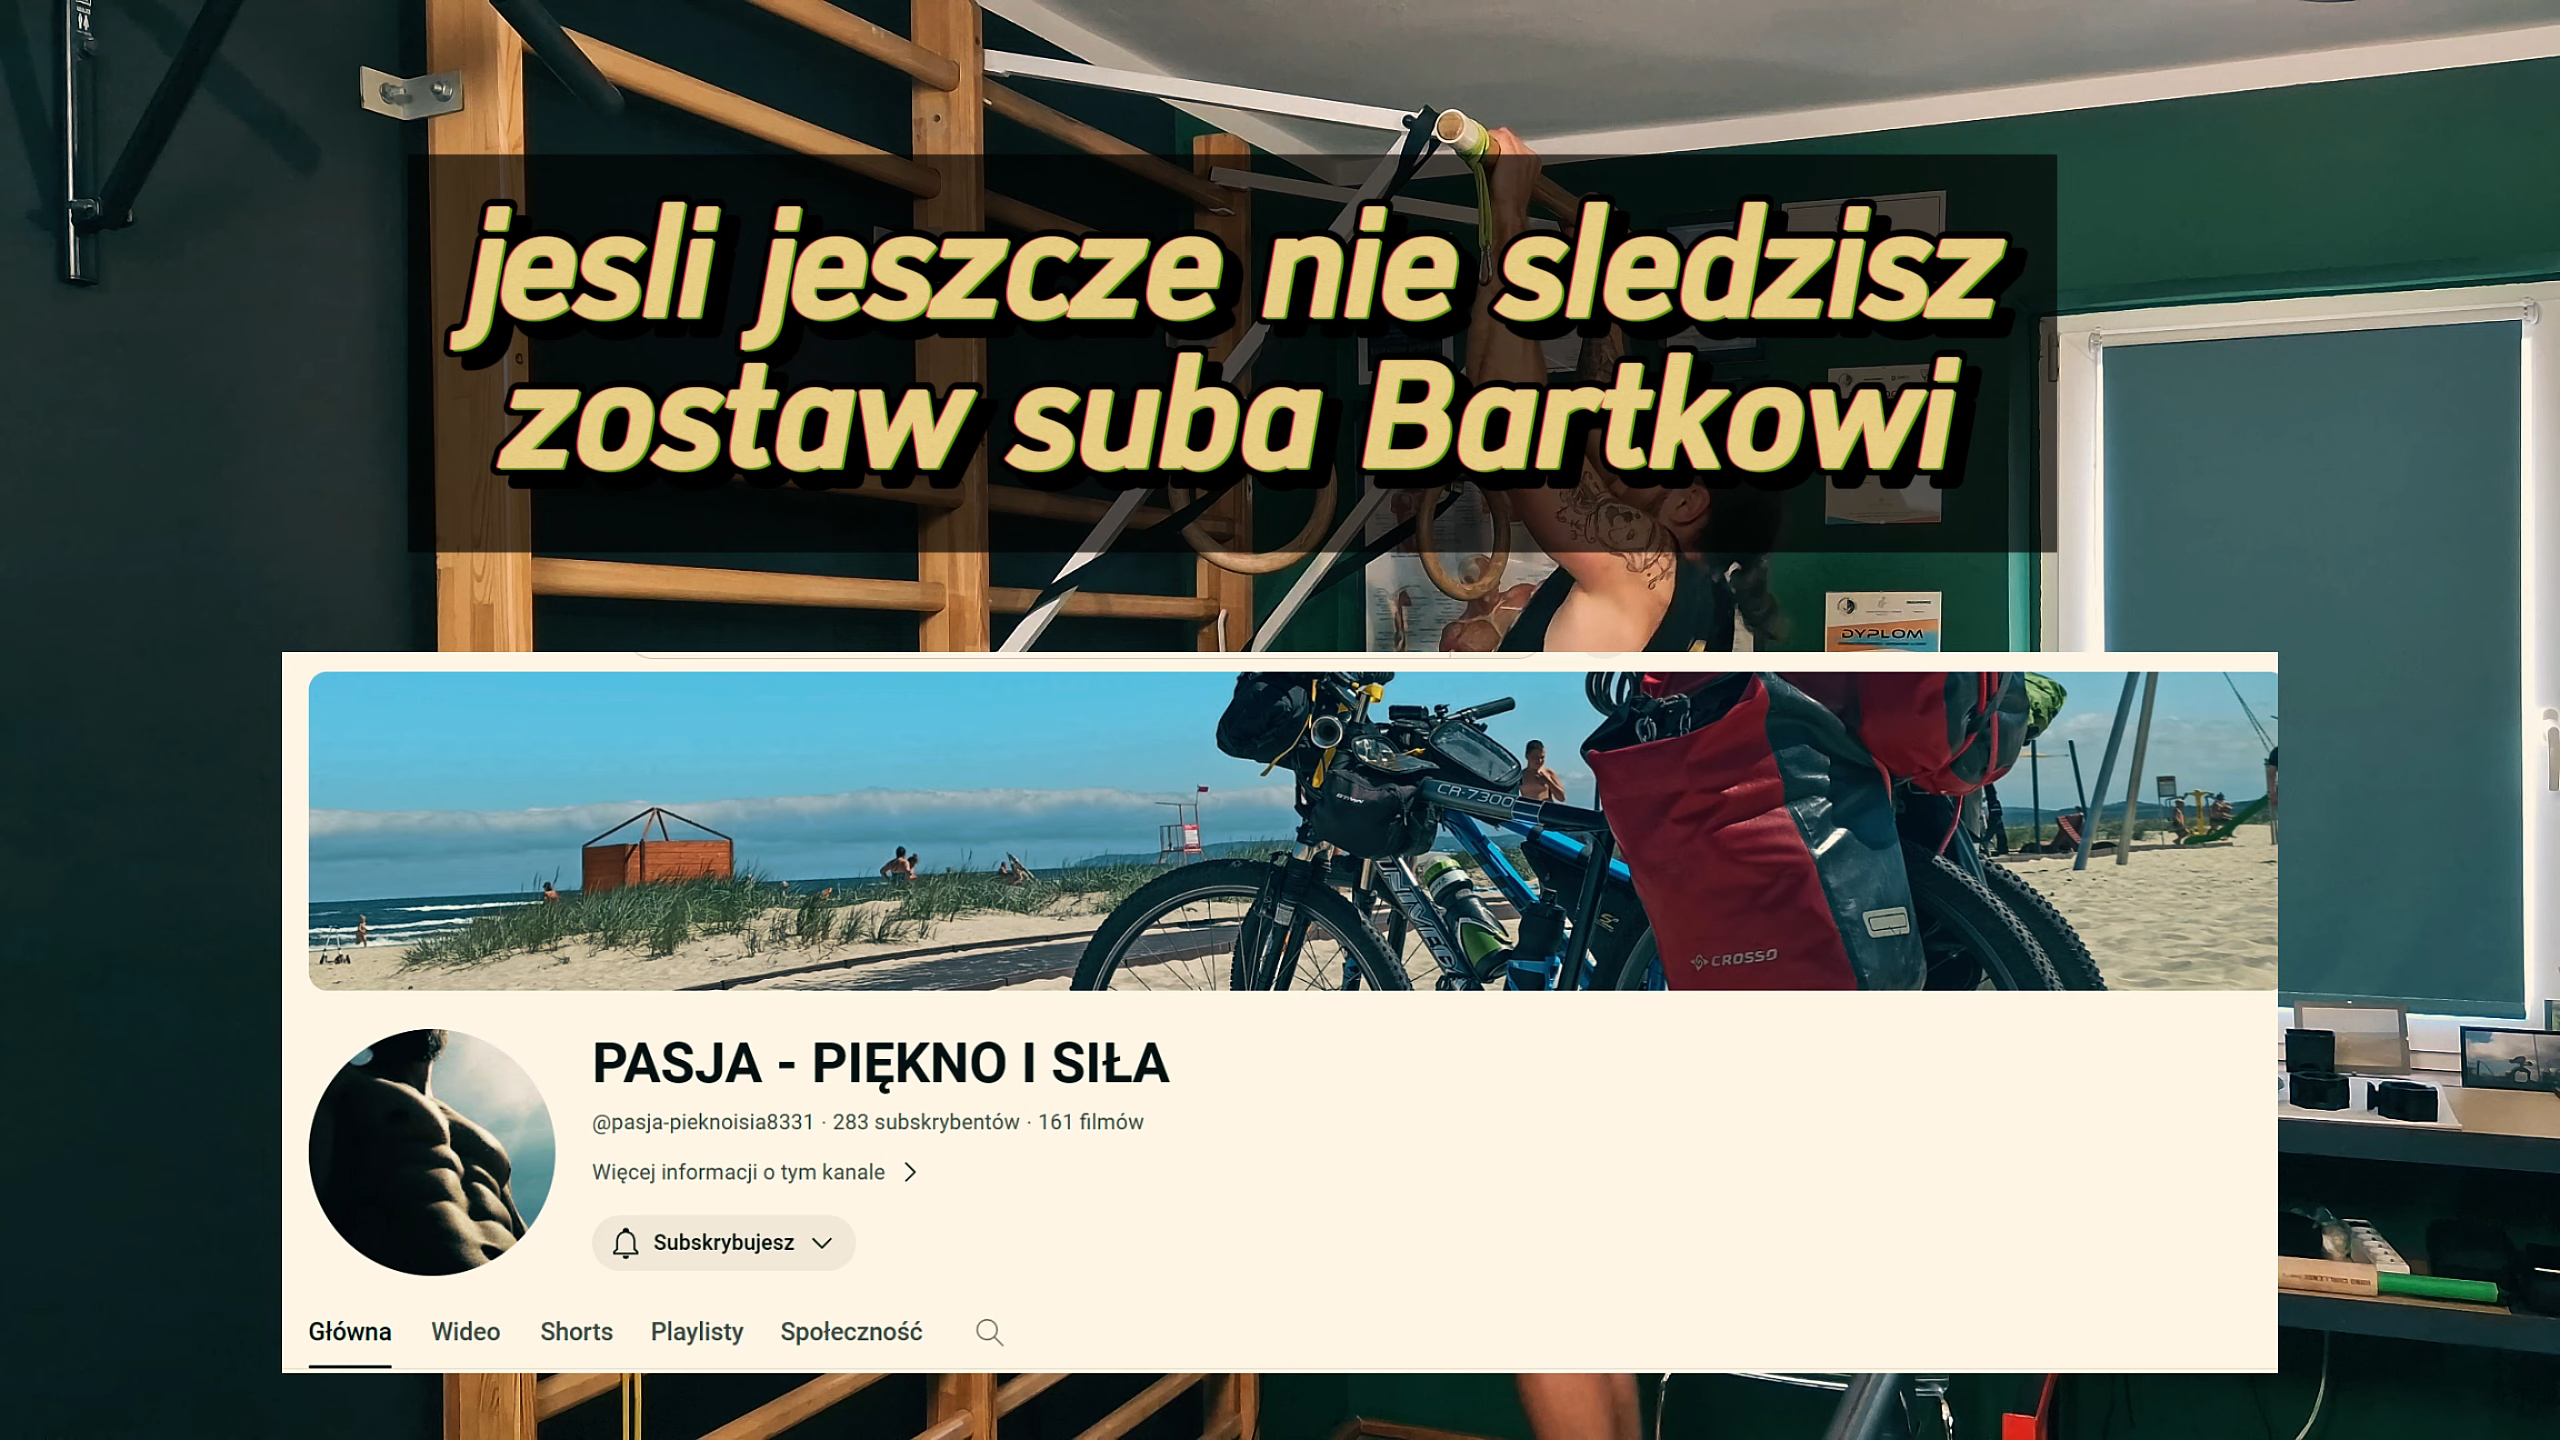 jesli jeszcze nie sledzisz
zostaw suba Bartkowi
DYPLOM
CR-7300
CROSSO
PASJA - PIĘKNO I SIŁA
@pasja-pieknoisia8331 · 283 subskrybentów · 161 filmów
Więcej informacji o tym kanale
Subskrybujesz
Główna Wideo Shorts Playlisty Społeczność